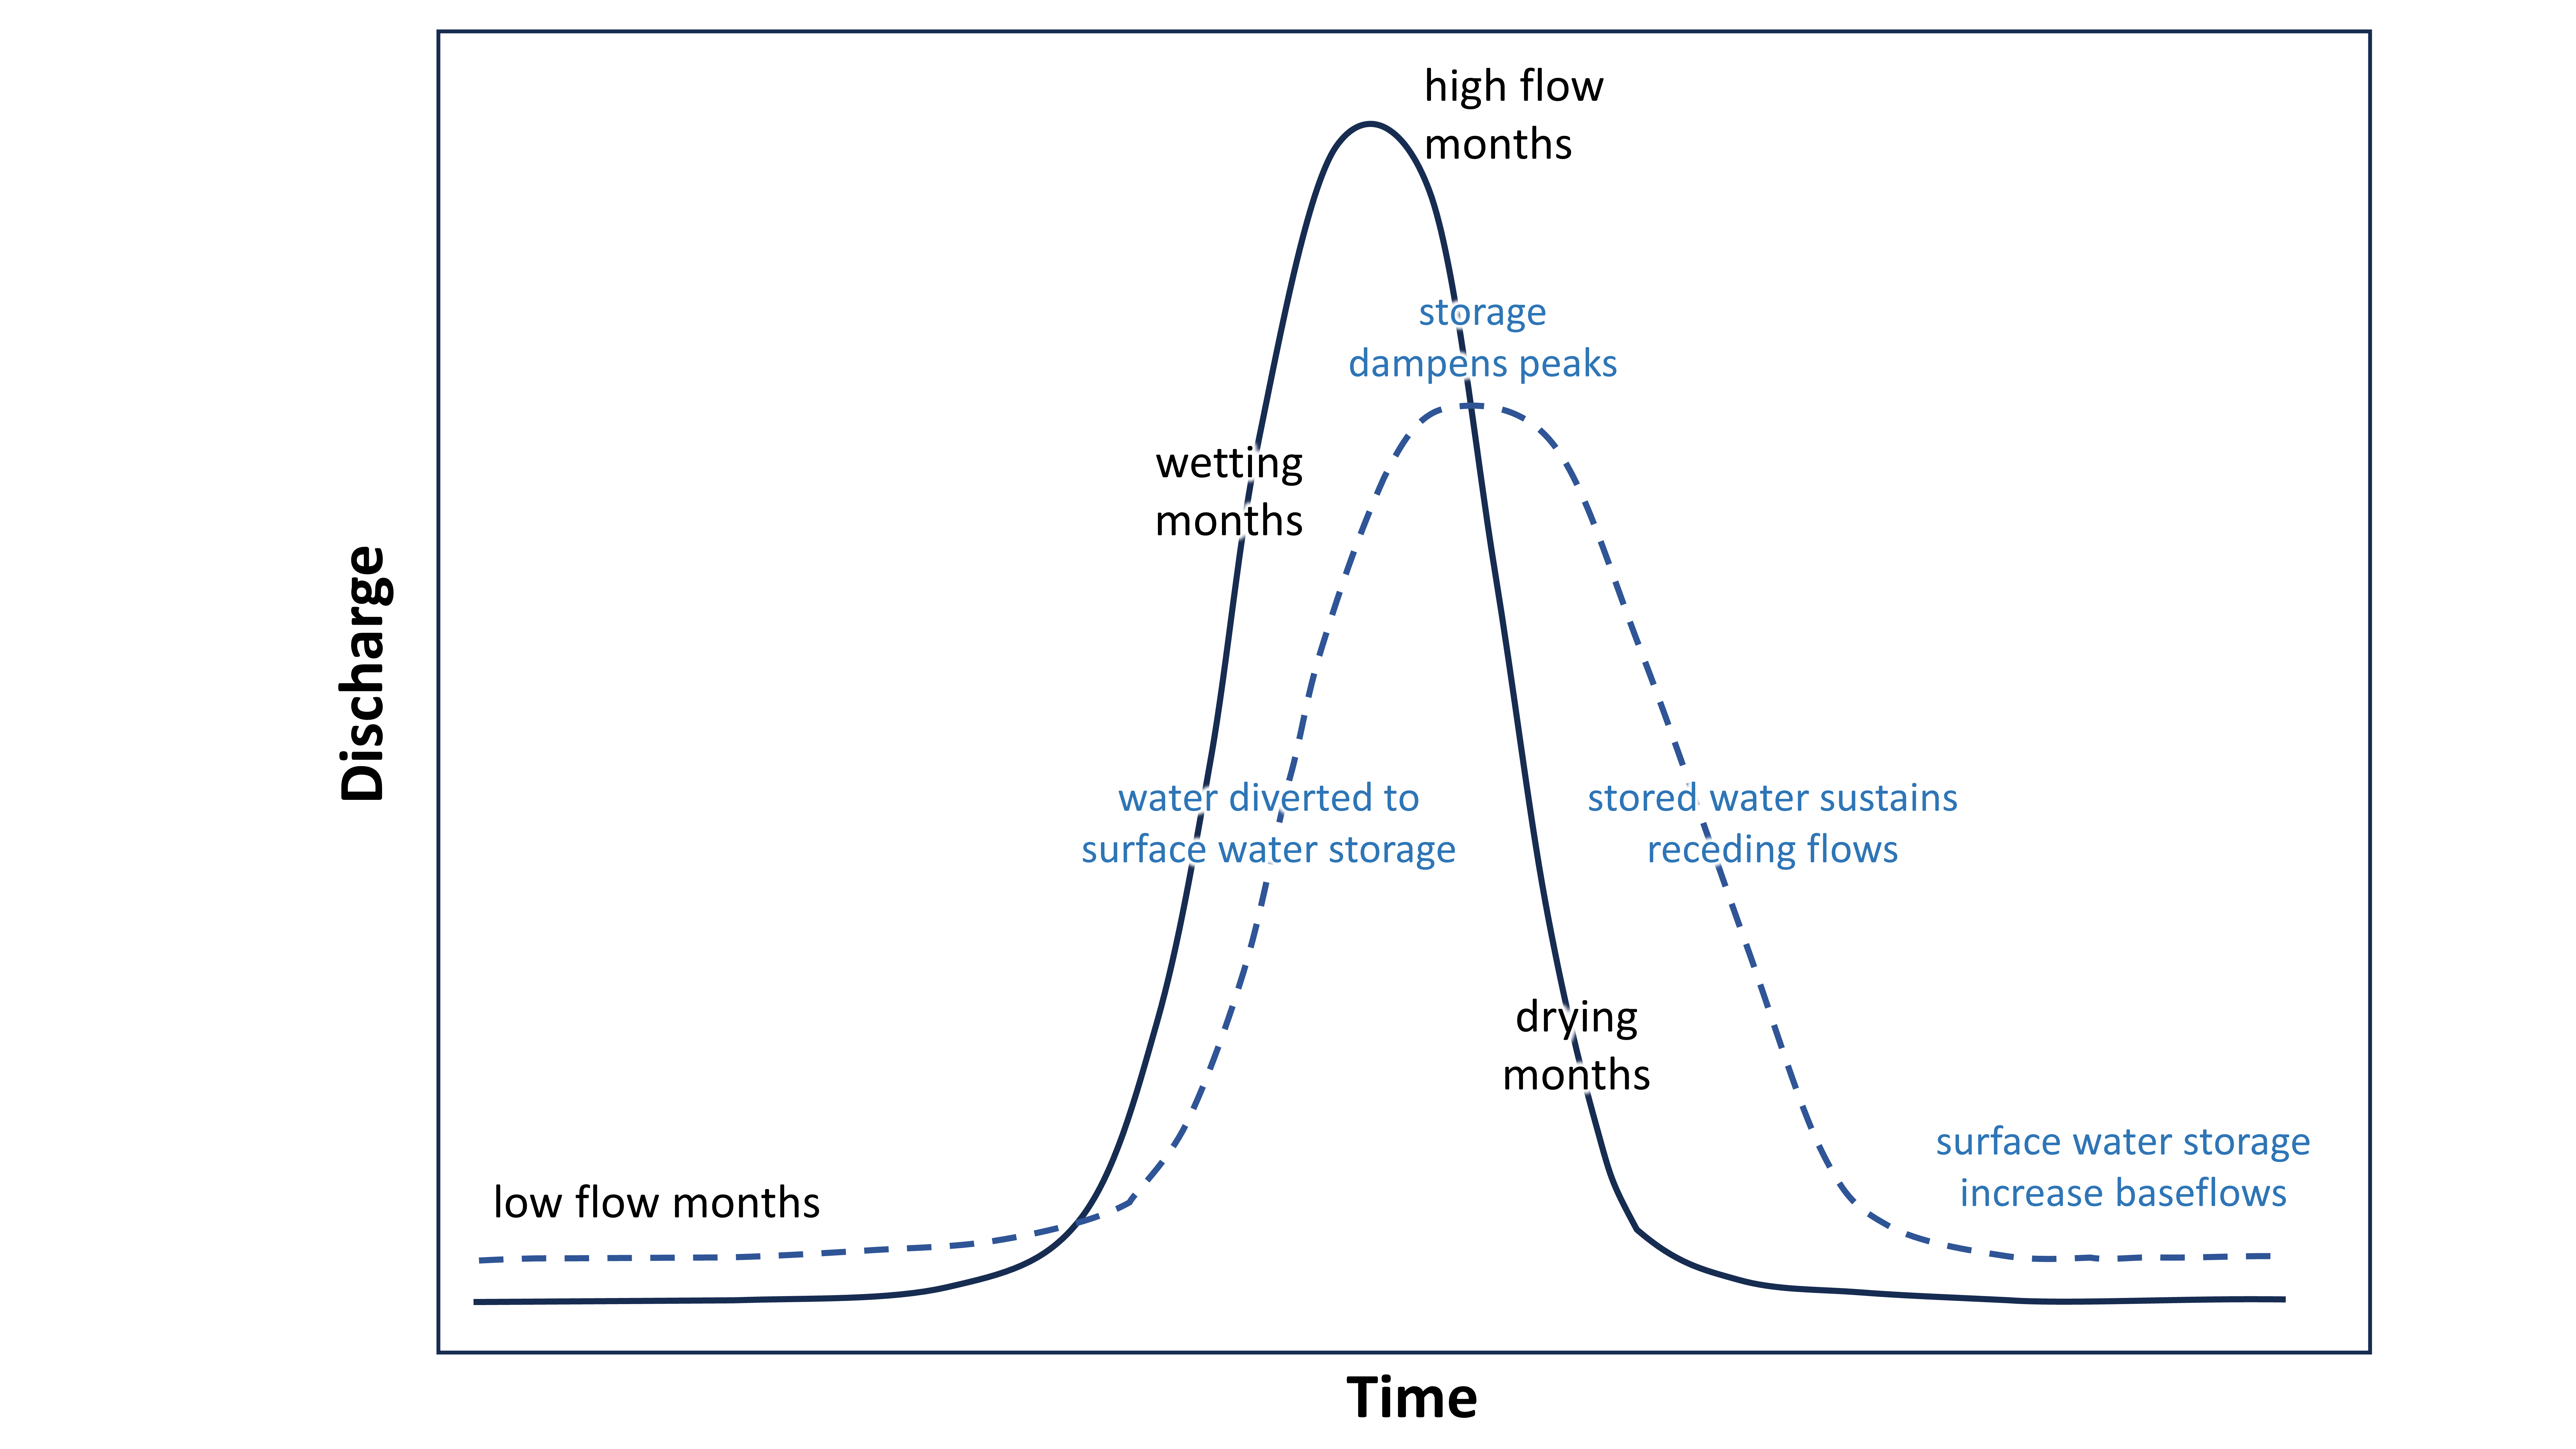 high flow
months
storage
dampens peaks
wetting
months
Discharge
water diverted to
surface water storage
stored water sustains
receding flows
drying
months
surface water storage
increase baseflows
low flow months
Time